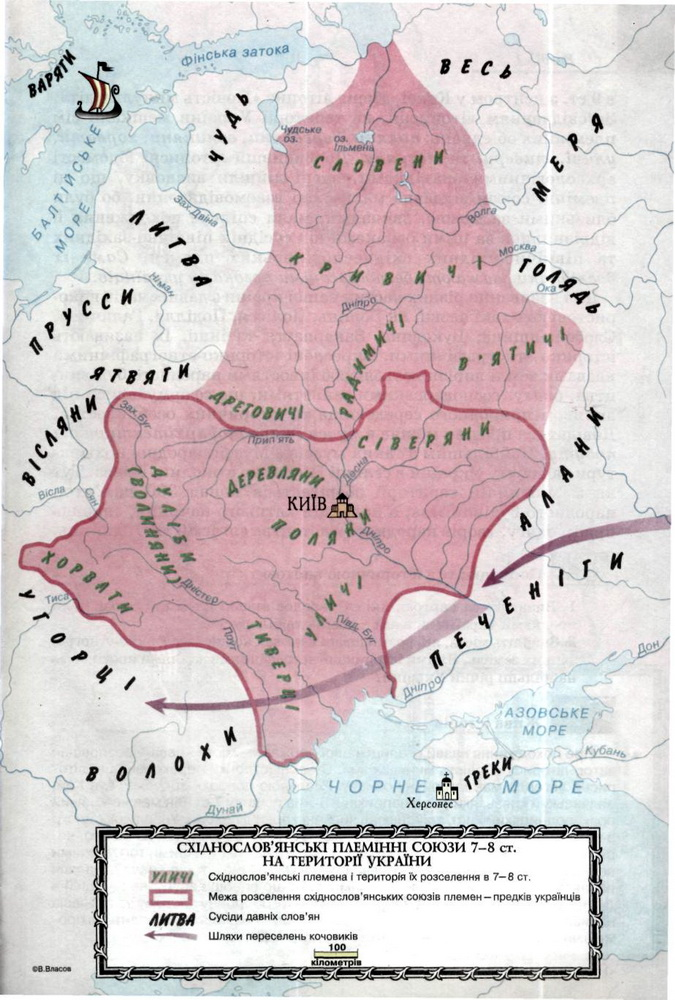 ВАРЯГИ
Фінська затока
ВЕСЬ
ЧУДЬ
Чудське
оз.
оз.
Ільмень
СЛОВЕНИ
МЕРЯ
БАЛТІЙСЬКЕ
МОРЕ
Зах. Двіна
ЛИТВА
Волга
КРИВИЧІ
Москва
ГОЛЯДЬ
Ока
Німан
Дніпро
ПРУССИ
РАДИМИЧІ
В'ЯТИЧІ
ЯТВЯГИ
ДРЕГОВИЧІ
Зах. Буг
Прип'ять
СІВЕРЯНИ
ВІСЛЯНИ
Десна
АЛАНИ
Вісла
Сян
ДУЛІБИ
(ВОЛИНЯНИ)
ДЕРЕВЛЯНИ
КИЇВ
ПОЛЯНИ
Дніпро
ХОРВАТИ
Тиса
Дністер
УЛИЧІ
ПЕЧЕНІГИ
УГОРЦІ
Прут
ТИВЕРЦІ
Півд. Буг
Дон
Дніпро
АЗОВСЬКЕ
МОРЕ
Кубань
ВОЛОХИ
ЧОРНЕ МОРЕ
ГРЕКИ
Херсонес
Дунай
СХІДНОСЛОВ'ЯНСЬКІ ПЛЕМІННІ СОЮЗИ 7–8 ст.
НА ТЕРИТОРІЇ УКРАЇНИ
УЛИЧІ Східнослов'янські племена і територія їх розселення в 7–8 ст.
Межа розселення східнослов'янських союзів племен – предків українців
ЛИТВА Сусіди давніх слов'ян
Шляхи переселень кочовиків
100
кілометрів
©В.Власов